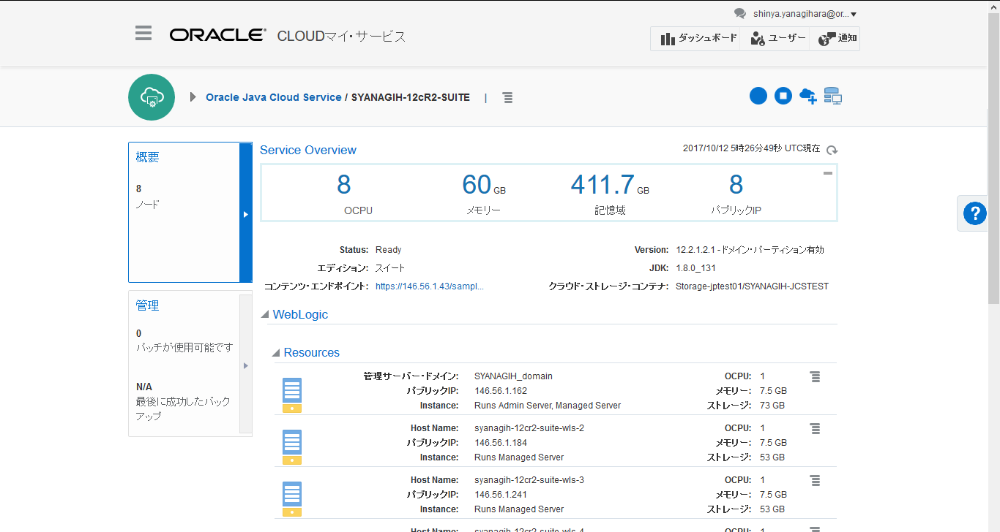 shinya.yanagihara@or...
ORACLE® CLOUDマイ・サービス
ダッシュボード ユーザー 通知
Oracle Java Cloud Service / SYANAGIH-12cR2-SUITE |
概要
8
ノード
管理
0
パッチが使用可能です
N/A
最後に成功したバック
アップ
Service Overview 2017/10/12 5時26分49秒 UTC現在
8 60 GB 411.7 GB 8
OCPU メモリー 記憶域 パブリックIP
Status: Ready Version: 12.2.1.2.1 - ドメイン・パーティション有効
エディション: スイート JDK: 1.8.0_131
コンテンツ・エンドポイント: https://146.56.1.43/sampl... クラウド・ストレージ・コンテナ: Storage-jptest01/SYANAGIH-JCSTEST
WebLogic
Resources
管理サーバー・ドメイン: SYANAGIH_domain OCPU: 1
パブリックIP: 146.56.1.162 メモリー: 7.5 GB
Instance: Runs Admin Server, Managed Server ストレージ: 73 GB
Host Name: syanagih-12cr2-suite-wls-2 OCPU: 1
パブリックIP: 146.56.1.184 メモリー: 7.5 GB
Instance: Runs Managed Server ストレージ: 53 GB
Host Name: syanagih-12cr2-suite-wls-3 OCPU: 1
パブリックIP: 146.56.1.241 メモリー: 7.5 GB
Instance: Runs Managed Server ストレージ: 53 GB
Host Name: syanagih-12cr2-suite-wls-4 OCPU: 1
?